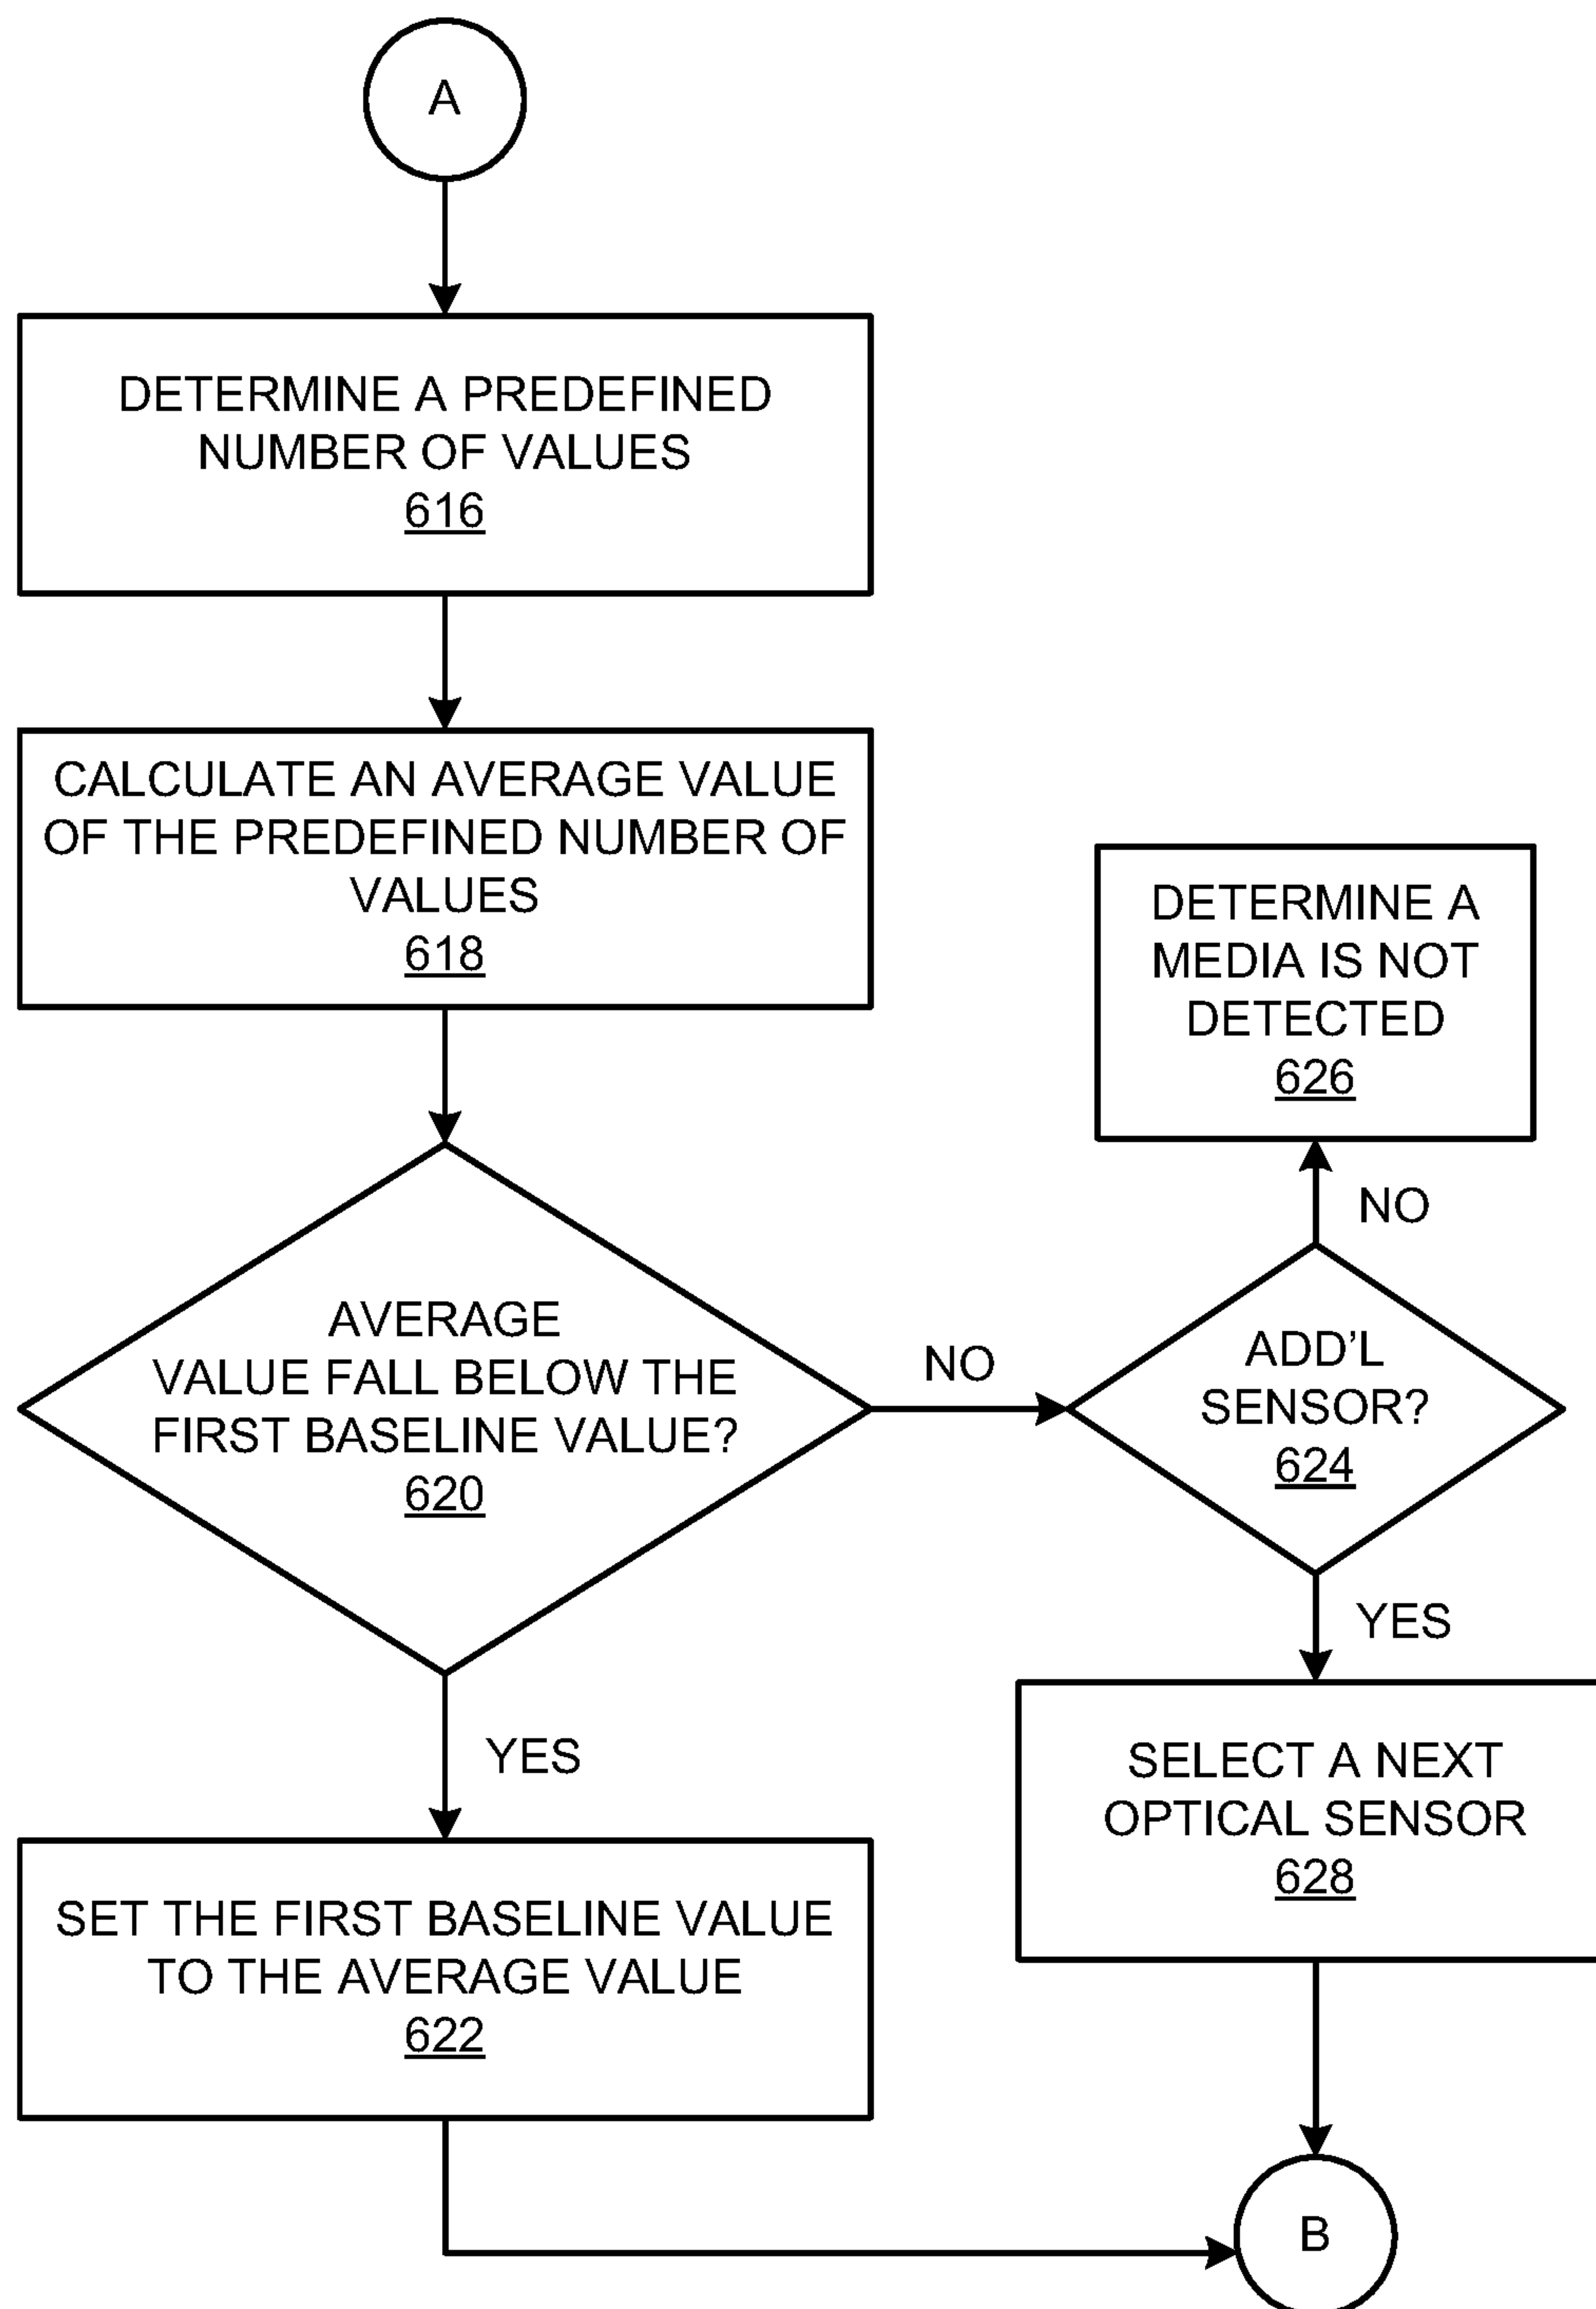 A
DETERMINE A PREDEFINED
NUMBER OF VALUES
616
CALCULATE AN AVERAGE VALUE
OF THE PREDEFINED NUMBER OF
VALUES
618
AVERAGE
VALUE FALL BELOW THE
FIRST BASELINE VALUE?
620
YES
SET THE FIRST BASELINE VALUE
TO THE AVERAGE VALUE
622
NO
ADD’L
SENSOR?
624
NO
DETERMINE A
MEDIA IS NOT
DETECTED
626
YES
SELECT A NEXT
OPTICAL SENSOR
628
B